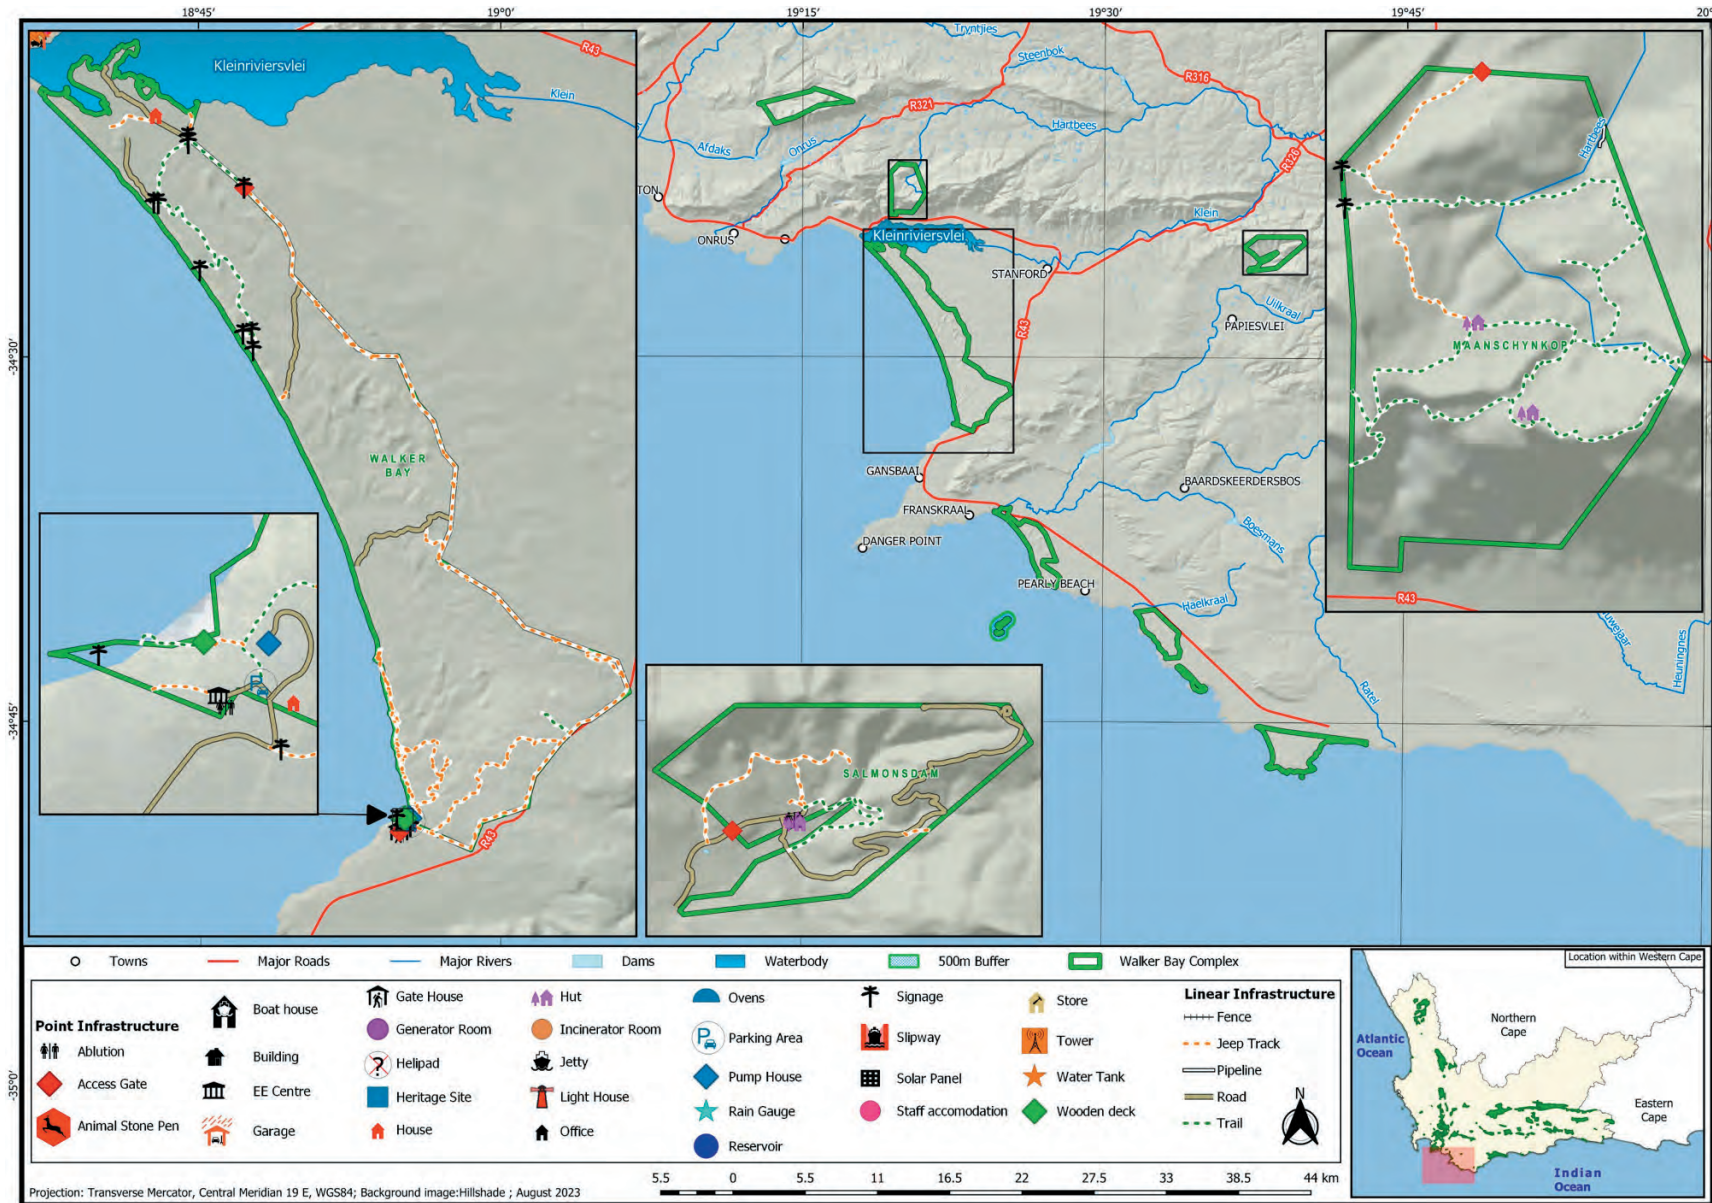 18°45' 19°0' 19°15' 19°30' 19°45' 20°
-34°30'
-34°45'
-35°0'
Kleinriviersvlei
Klein
R43
WALKER
BAY
R43
Tryntjies
Steenbok
R316
R321
Hartbees
Onrus
Afdaks
R326
TON
ONRUS
Kleinriviersvlei
Klein
STANFORD
R43
Uilkraal
PAPIESVLEI
GANSBAAI
BAARDSKEERDERSBOS
FRANSKRAAL
DANGER POINT
Boesmans
PEARLY BEACH
Haelkraal
Ratel
uwejaar
Heuningnes
Hartbees
MAANSCHYNKOP
R43
SALMONSDAM
Towns
Major Roads
Major Rivers
Dams
Waterbody
500m Buffer
Walker Bay Complex
Point Infrastructure
Ablution
Access Gate
Animal Stone Pen
Boat house
Building
EE Centre
Garage
Gate House
Generator Room
Helipad
Heritage Site
House
Hut
Incinerator Room
Jetty
Light House
Office
Ovens
Parking Area
Pump House
Rain Gauge
Reservoir
Signage
Slipway
Solar Panel
Staff accomodation
Store
Tower
Water Tank
Wooden deck
Linear Infrastructure
Fence
Jeep Track
Pipeline
Road
Trail
N
Location within Western Cape
Atlantic
Ocean
Northern
Cape
Eastern
Cape
Indian
Ocean
5.5 0 5.5 11 16.5 22 27.5 33 38.5 44 km
Projection: Transverse Mercator, Central Meridian 19 E, WGS84; Background image:Hillshade ; August 2023